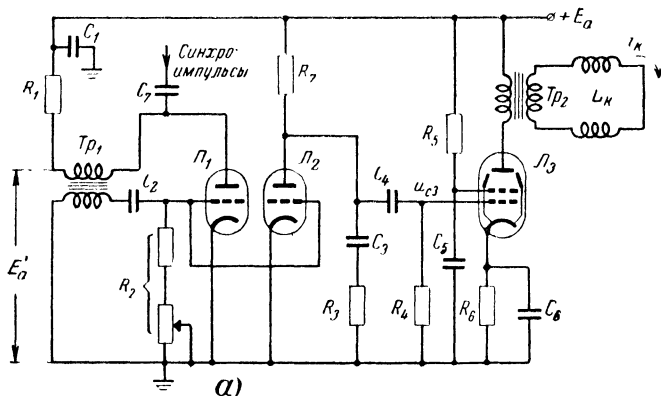 + Eₐ
C₁
Синхро-
импульсы
C₇
R₁
R₇
Tp₁
Л₁
Л₂
R₅
Tp₂
Lк
iк
Л₃
C₂
C₄
uс3
Eₐ'
R₂
C₃
R₃
R₄
C₅
R₆
C₆
а)